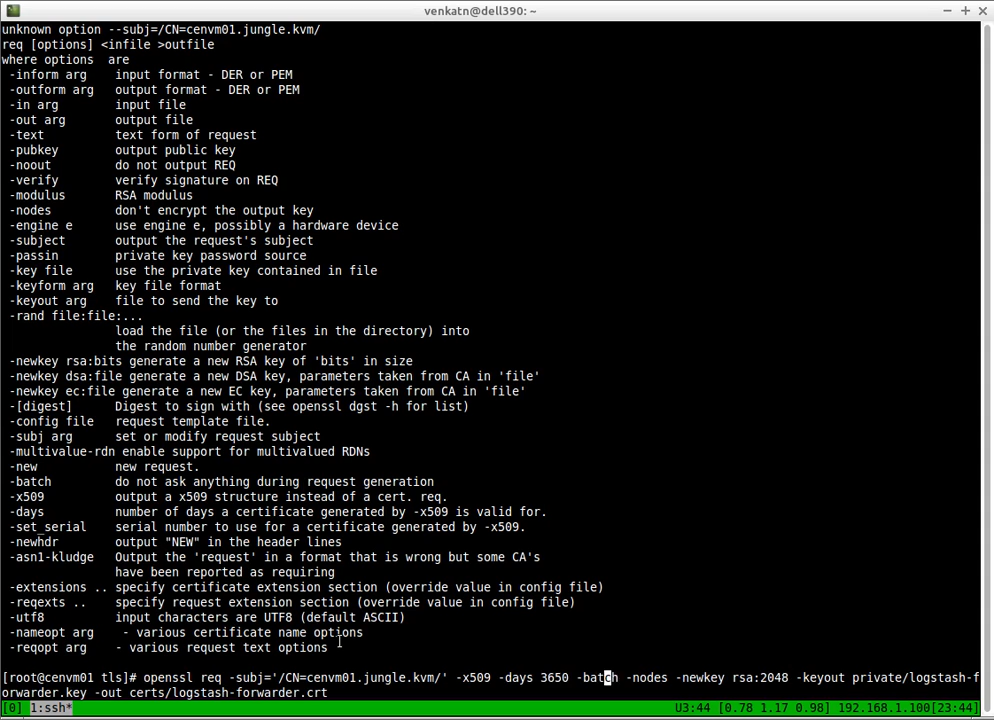 venkatn@dell390: ~
unknown option --subj=/CN=cenvm01.jungle.kvm/
req [options] <infile >outfile
where options  are
 -inform arg    input format - DER or PEM
 -outform arg   output format - DER or PEM
 -in arg        input file
 -out arg       output file
 -text          text form of request
 -pubkey        output public key
 -noout         do not output REQ
 -verify        verify signature on REQ
 -modulus       RSA modulus
 -nodes         don't encrypt the output key
 -engine e      use engine e, possibly a hardware device
 -subject       output the request's subject
 -passin        private key password source
 -key file      use the private key contained in file
 -keyform arg   key file format
 -keyout arg    file to send the key to
 -rand file:file:...
                load the file (or the files in the directory) into
                the random number generator
 -newkey rsa:bits generate a new RSA key of 'bits' in size
 -newkey dsa:file generate a new DSA key, parameters taken from CA in 'file'
 -newkey ec:file generate a new EC key, parameters taken from CA in 'file'
 -[digest]      Digest to sign with (see openssl dgst -h for list)
 -config file   request template file.
 -subj arg      set or modify request subject
 -multivalue-rdn enable support for multivalued RDNs
 -new           new request.
 -batch         do not ask anything during request generation
 -x509          output a x509 structure instead of a cert. req.
 -days          number of days a certificate generated by -x509 is valid for.
 -set_serial    serial number to use for a certificate generated by -x509.
 -newhdr        output "NEW" in the header lines
 -asn1-kludge   Output the 'request' in a format that is wrong but some CA's
                have been reported as requiring
 -extensions .. specify certificate extension section (override value in config file)
 -reqexts ..    specify request extension section (override value in config file)
 -utf8          input characters are UTF8 (default ASCII)
 -nameopt arg    - various certificate name options
 -reqopt arg    - various request text options
[root@cenvm01 tls]# openssl req -subj='/CN=cenvm01.jungle.kvm/' -x509 -days 3650 -batch -nodes -newkey rsa:2048 -keyout private/logstash-f
orwarder.key -out certs/logstash-forwarder.crt
[0] 1:ssh* U3:44 [0.78 1.17 0.98] 192.168.1.100[23:44]